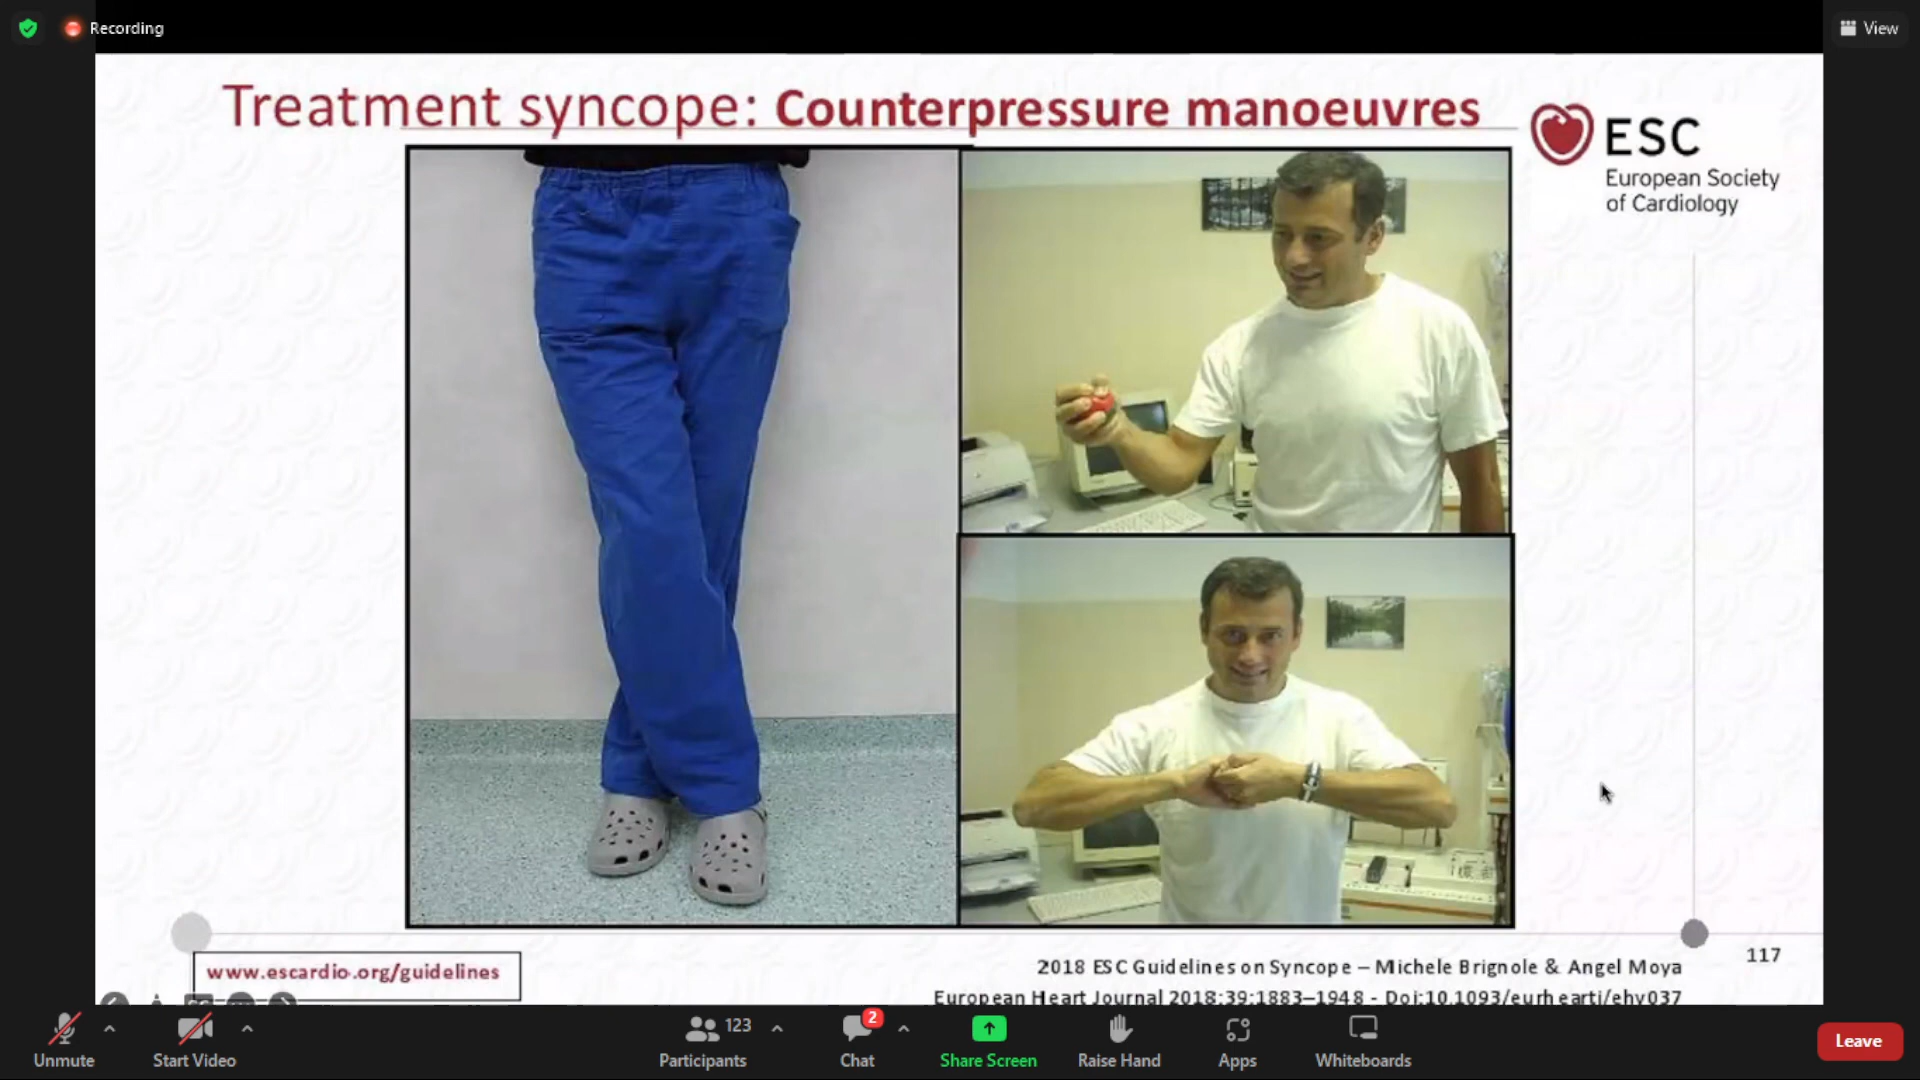 Recording
View
Treatment syncope: Counterpressure manoeuvres
ESC
European Society
of Cardiology
www.escardio.org/guidelines
2018 ESC Guidelines on Syncope – Michele Brignole & Angel Moya
117
European Heart Journal 2018;39:1883–1948 - Doi:10.1093/eurheartj/ehy037
Unmute
Start Video
123
Participants
2
Chat
Share Screen
Raise Hand
Apps
Whiteboards
Leave